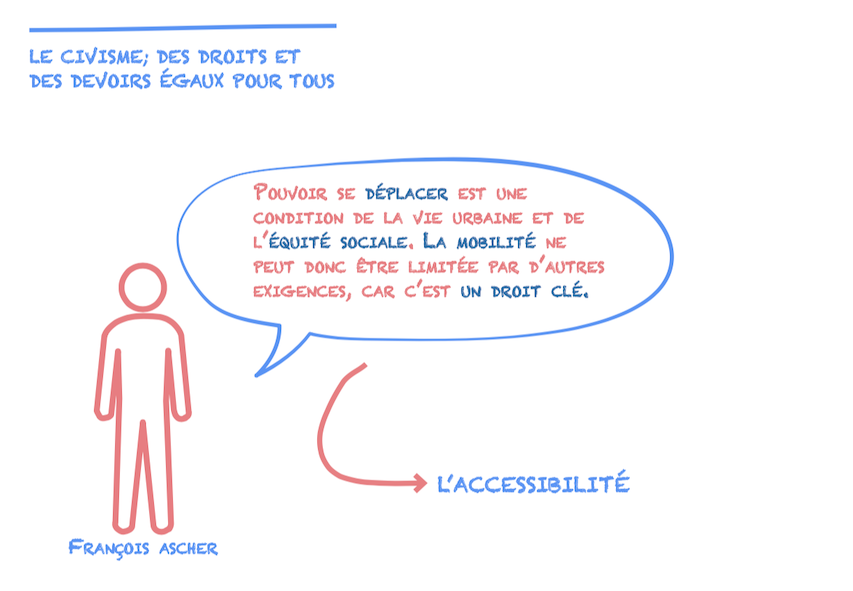 LE CIVISME; DES DROITS ET
DES DEVOIRS ÉGAUX POUR TOUS
POUVOIR SE DÉPLACER EST UNE
CONDITION DE LA VIE URBAINE ET DE
L'ÉQUITÉ SOCIALE. LA MOBILITÉ NE
PEUT DONC ÊTRE LIMITÉE PAR D'AUTRES
EXIGENCES, CAR C'EST UN DROIT CLÉ.
L'ACCESSIBILITÉ
FRANÇOIS ASCHER